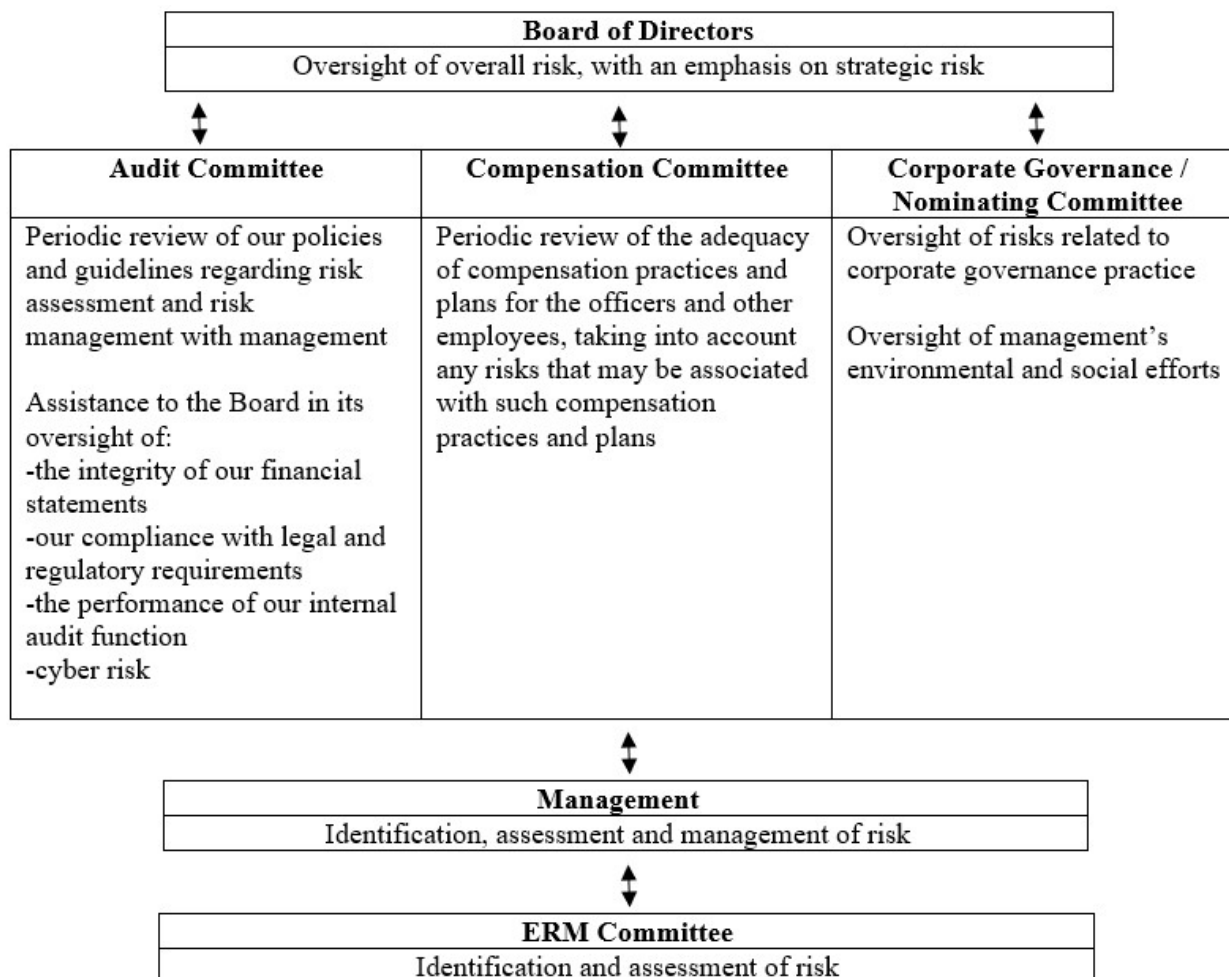 Board of Directors
Oversight of overall risk, with an emphasis on strategic risk
Audit Committee
Periodic review of our policies
and guidelines regarding risk
assessment and risk
management with management
Assistance to the Board in its
oversight of:
-the integrity of our financial
statements
-our compliance with legal and
regulatory requirements
-the performance of our internal
audit function
-cyber risk
Compensation Committee
Periodic review of the adequacy
of compensation practices and
plans for the officers and other
employees, taking into account
any risks that may be associated
with such compensation
practices and plans
Corporate Governance /
Nominating Committee
Oversight of risks related to
corporate governance practice
Oversight of management’s
environmental and social efforts
Management
Identification, assessment and management of risk
ERM Committee
Identification and assessment of risk